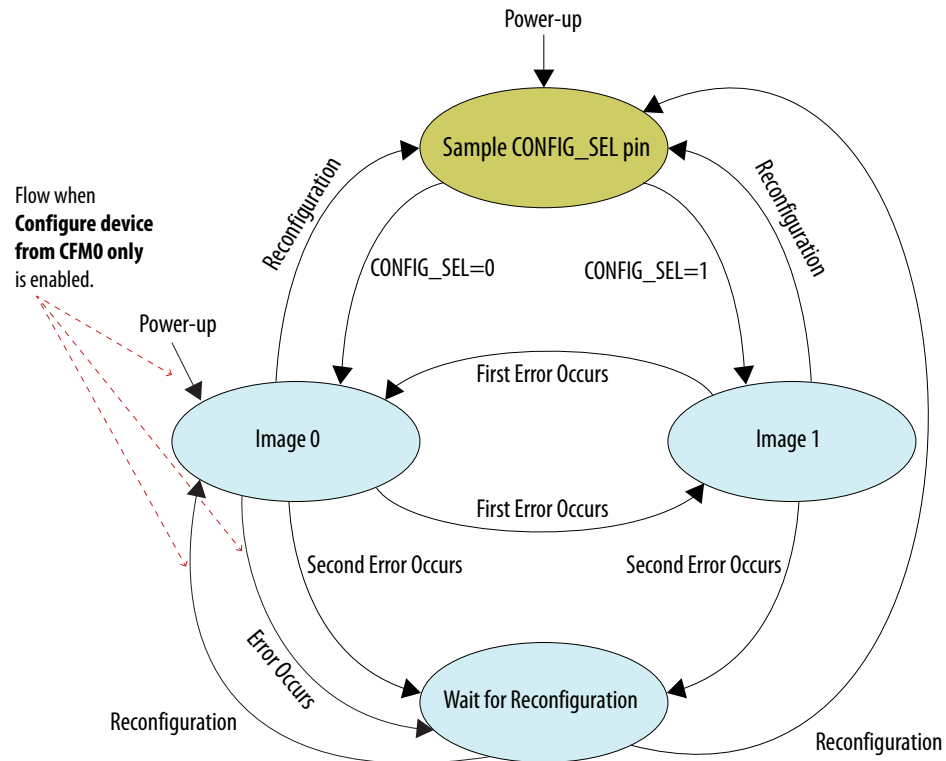 Power-up
Sample CONFIG_SEL pin
Reconfiguration
Reconfiguration
Flow when
Configure device
from CFM0 only
is enabled.
CONFIG_SEL=0
CONFIG_SEL=1
Power-up
First Error Occurs
Image 0
Image 1
First Error Occurs
Second Error Occurs
Second Error Occurs
Error Occurs
Wait for Reconfiguration
Reconfiguration
Reconfiguration